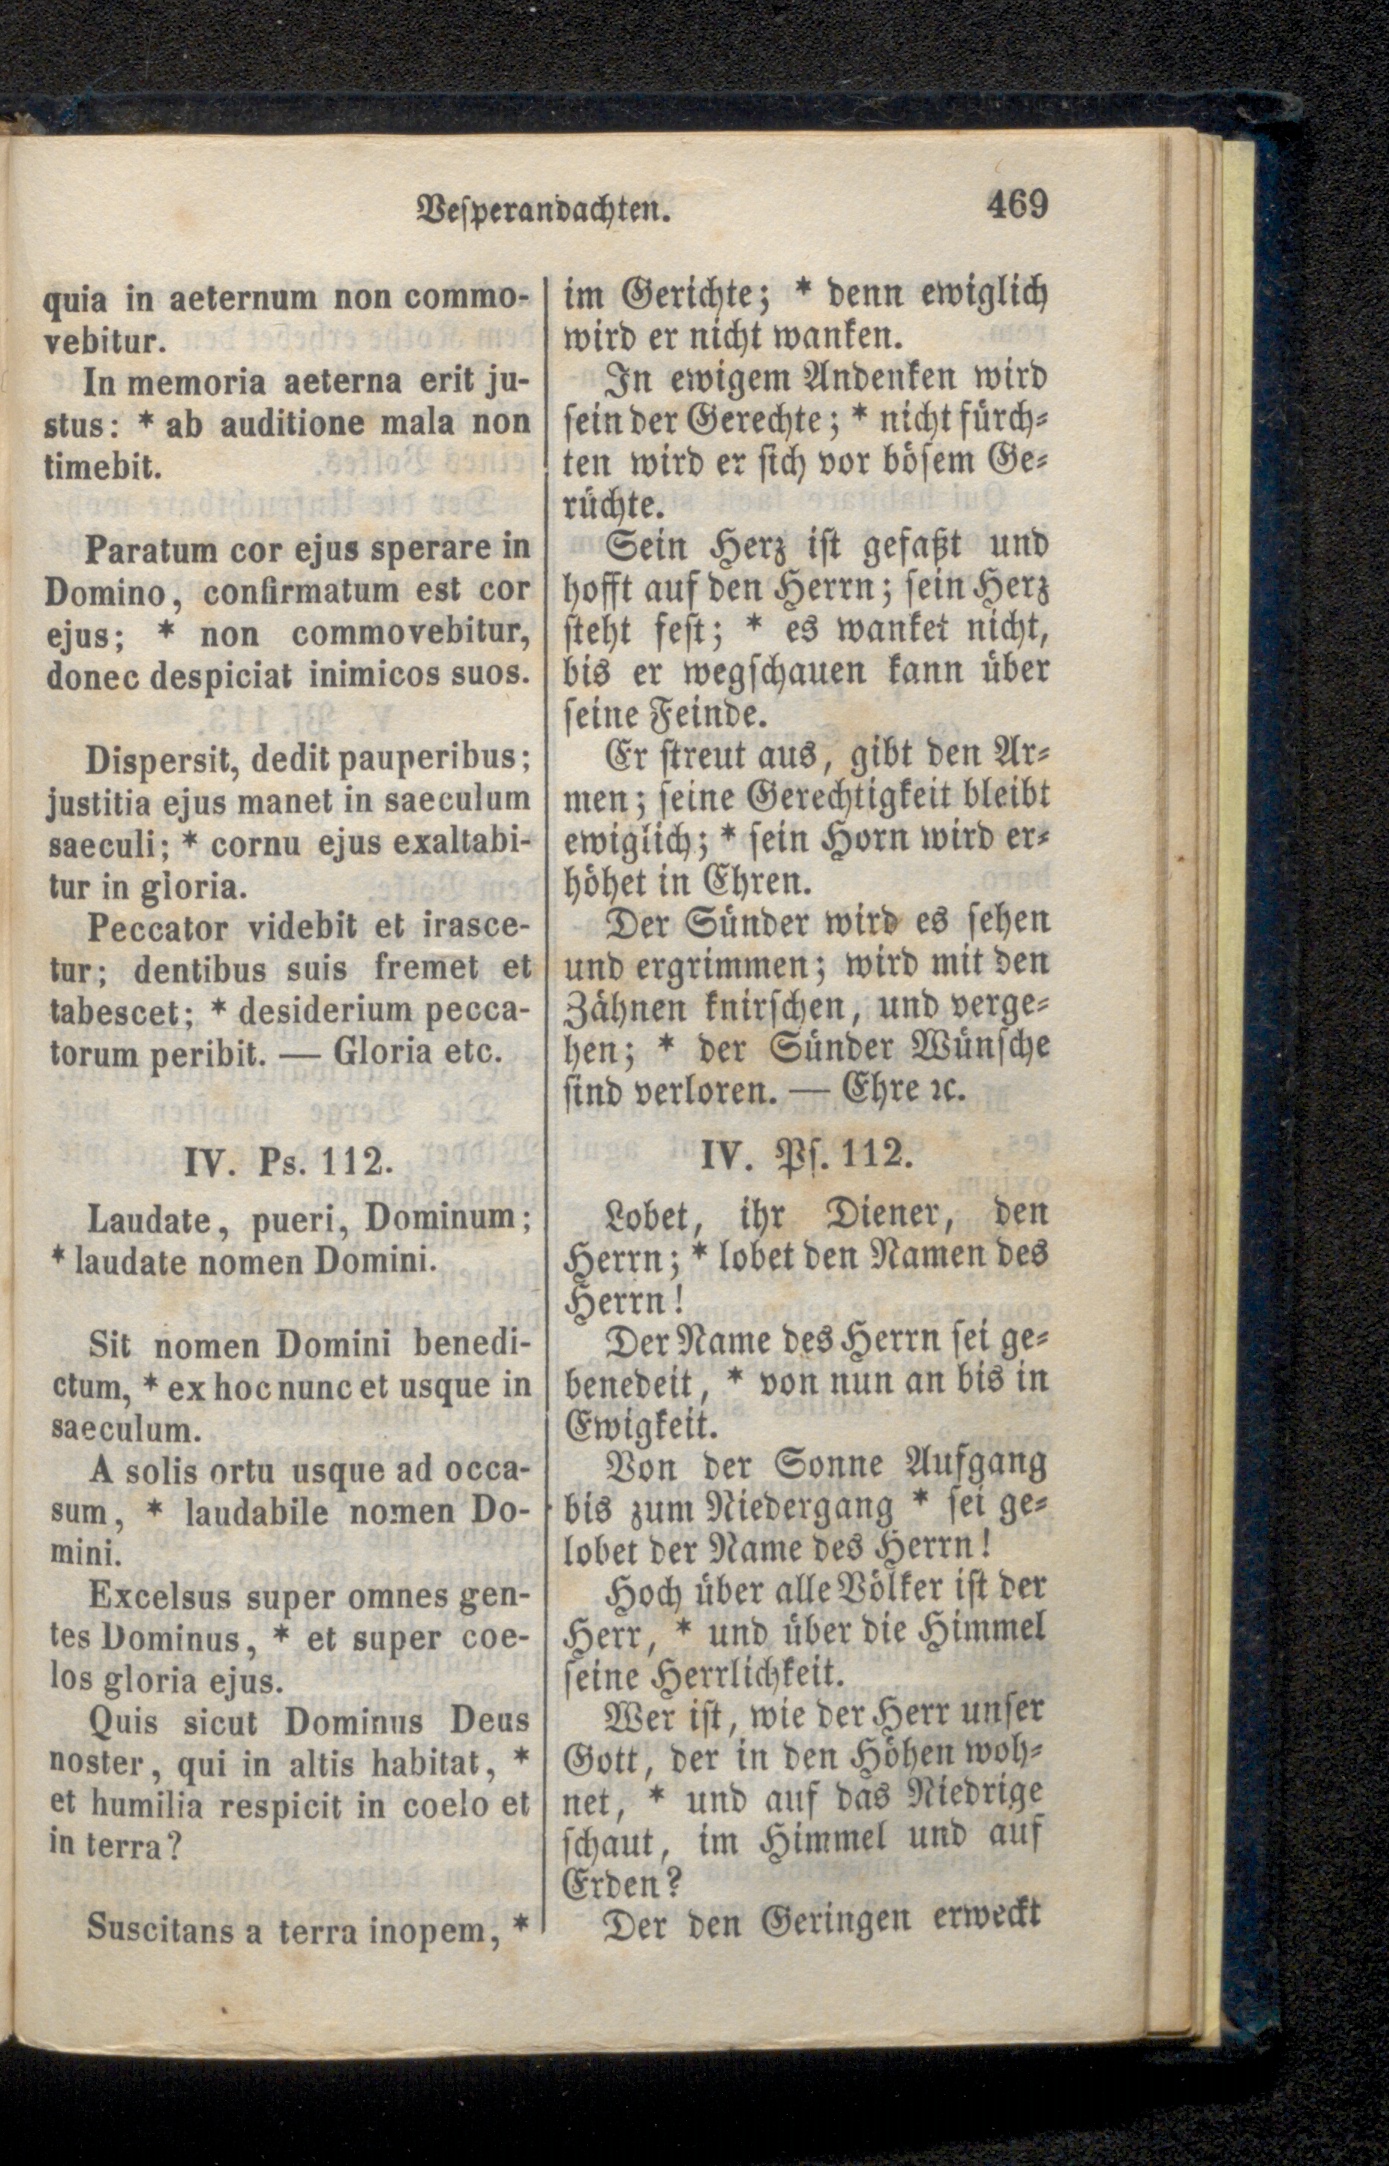 Vesperandachten.
469
quia in aeternum non commo-
vebitur.
In memoria aeterna erit ju-
stus: * ab auditione mala non
timebit.
Paratum cor ejus sperare in
Domino, confirmatum est cor
ejus; * non commovebitur,
donec despiciat inimicos suos.
Dispersit, dedit pauperibus;
justitia ejus manet in saeculum
saeculi; * cornu ejus exaltabi-
tur in gloria.
Peccator videbit et irasce-
tur; dentibus suis fremet et
tabescet; * desiderium pecca-
torum peribit. — Gloria etc.
IV. Ps. 112.
Laudate, pueri, Dominum;
* laudate nomen Domini.
Sit nomen Domini benedi-
ctum, * ex hoc nunc et usque in
saeculum.
A solis ortu usque ad occa-
sum, * laudabile nomen Do-
mini.
Excelsus super omnes gen-
tes Dominus, * et super coe-
los gloria ejus.
Quis sicut Dominus Deus
noster, qui in altis habitat, *
et humilia respicit in coelo et
in terra?
Suscitans a terra inopem, *
im Gerichte; * denn ewiglich
wird er nicht wanken.
In ewigem Andenken wird
sein der Gerechte; * nicht fürch-
ten wird er sich vor bösem Ge-
rüchte.
Sein Herz ist gefaßt und
hofft auf den Herrn; sein Herz
steht fest; * es wanket nicht,
bis er wegschauen kann über
seine Feinde.
Er streut aus, gibt den Ar-
men; seine Gerechtigkeit bleibt
ewiglich; * sein Horn wird er-
höhet in Ehren.
Der Sünder wird es sehen
und ergrimmen; wird mit den
Zähnen knirschen, und verge-
hen; * der Sünder Wünsche
sind verloren. — Ehre ꝛc.
IV. Ps. 112.
Lobet, ihr Diener, den
Herrn; * lobet den Namen des
Herrn!
Der Name des Herrn sei ge-
benedeit, * von nun an bis in
Ewigkeit.
Von der Sonne Aufgang
bis zum Niedergang * sei ge-
lobet der Name des Herrn!
Hoch über alle Völker ist der
Herr, * und über die Himmel
seine Herrlichkeit.
Wer ist, wie der Herr unser
Gott, der in den Höhen woh-
net, * und auf das Niedrige
schaut, im Himmel und auf
Erden?
Der den Geringen erweckt